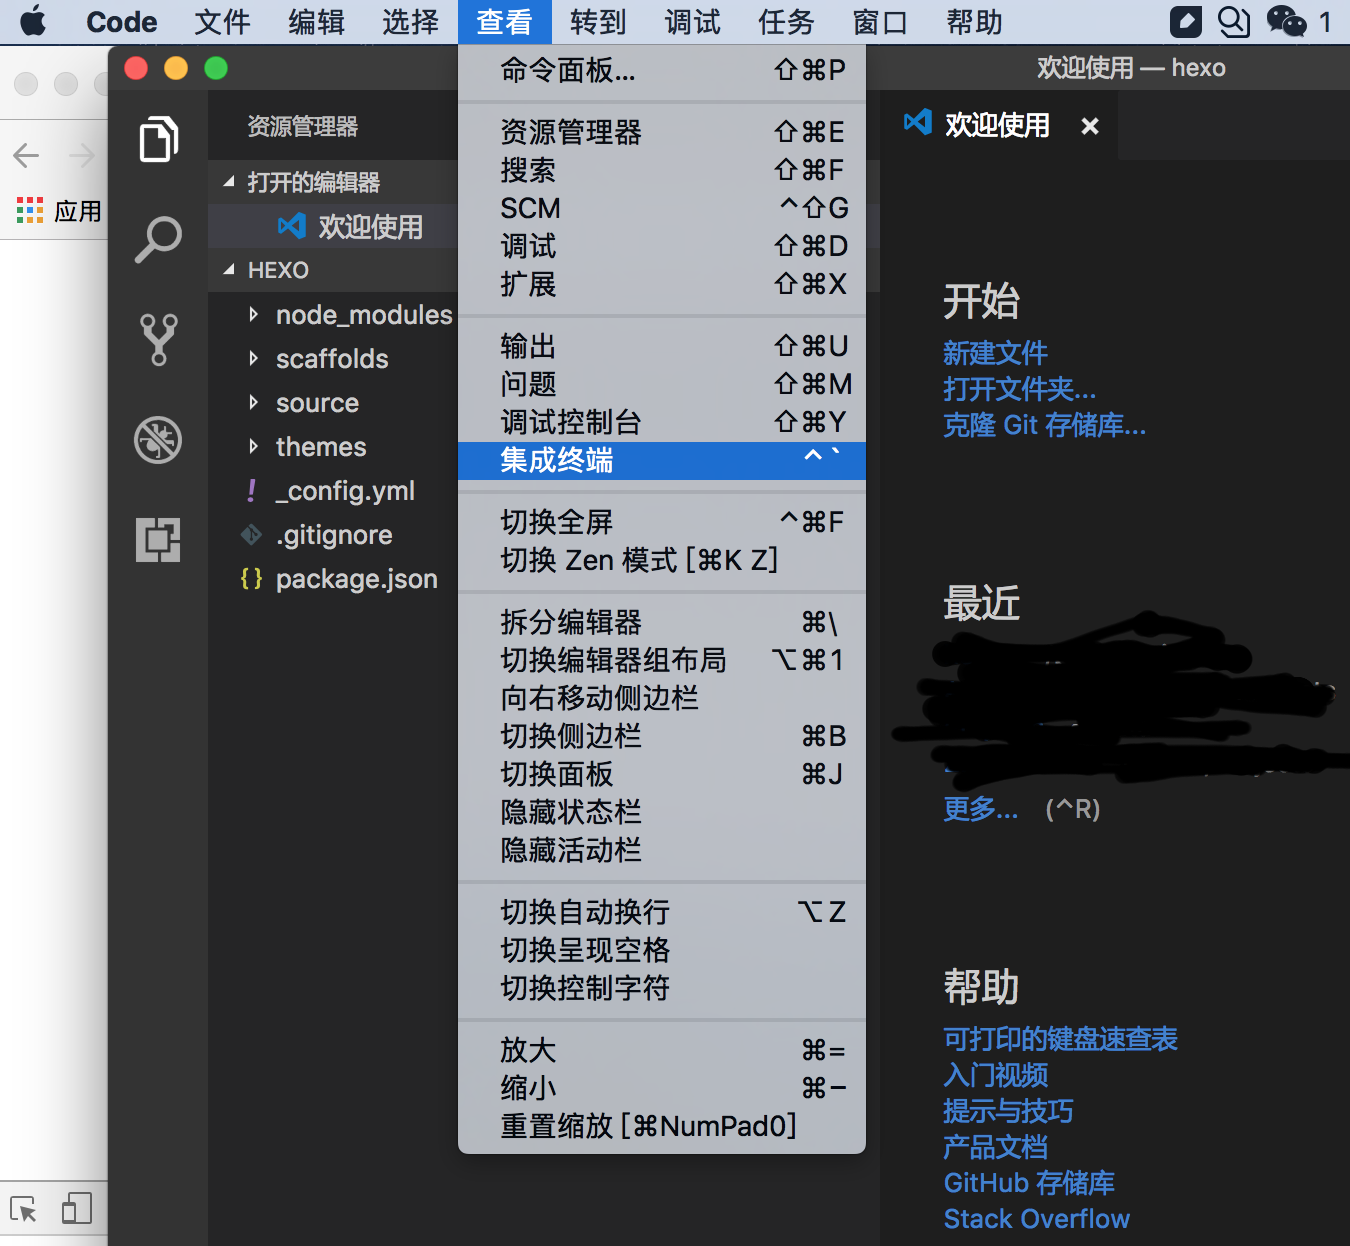 Code 文件 编辑 选择 查看 转到 调试 任务 窗口 帮助 1
欢迎使用 — hexo
应用
资源管理器
打开的编辑器
欢迎使用
HEXO
node_modules
scaffolds
source
themes
_config.yml
.gitignore
package.json
命令面板... ⇧⌘P
资源管理器 ⇧⌘E
搜索 ⇧⌘F
SCM ^⇧G
调试 ⇧⌘D
扩展 ⇧⌘X
输出 ⇧⌘U
问题 ⇧⌘M
调试控制台 ⇧⌘Y
集成终端 ^`
切换全屏 ^⌘F
切换 Zen 模式 [⌘K Z]
拆分编辑器 ⌘\
切换编辑器组布局 ⌥⌘1
向右移动侧边栏
切换侧边栏 ⌘B
切换面板 ⌘J
隐藏状态栏
隐藏活动栏
切换自动换行 ⌥Z
切换呈现空格
切换控制字符
放大 ⌘=
缩小 ⌘−
重置缩放 [⌘NumPad0]
欢迎使用 ×
开始
新建文件
打开文件夹...
克隆 Git 存储库...
最近
更多... (^R)
帮助
可打印的键盘速查表
入门视频
提示与技巧
产品文档
GitHub 存储库
Stack Overflow